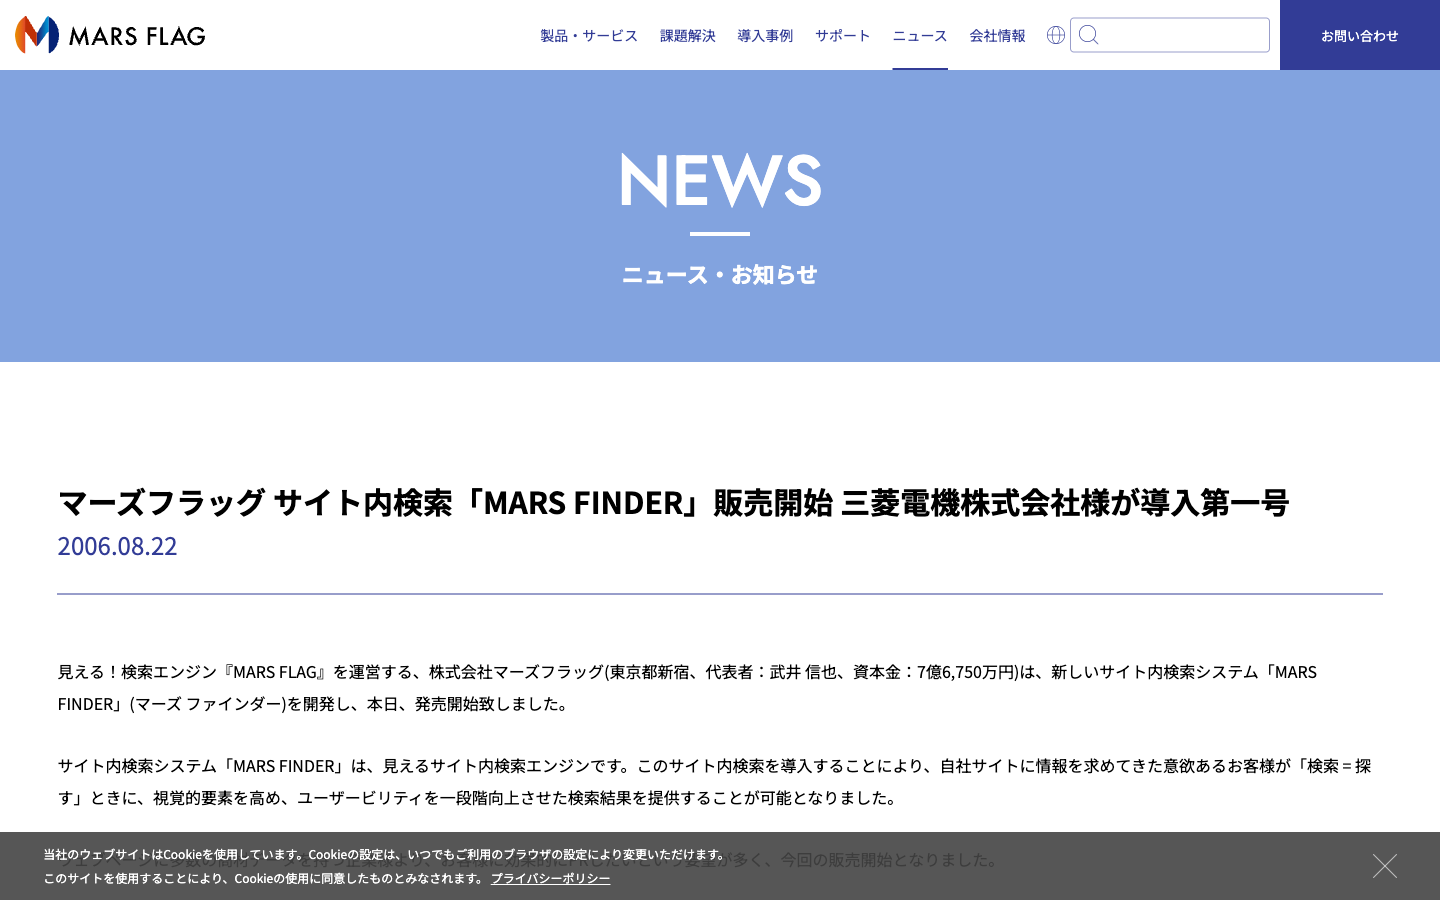 MARS FLAG
製品・サービス 課題解決 導入事例 サポート ニュース 会社情報 お問い合わせ
NEWS
ニュース・お知らせ
マーズフラッグ サイト内検索「MARS FINDER」販売開始 三菱電機株式会社様が導入第一号
2006.08.22
見える！検索エンジン『MARS FLAG』を運営する、株式会社マーズフラッグ(東京都新宿、代表者：武井 信也、資本金：7億6,750万円)は、新しいサイト内検索システム「MARS
FINDER」(マーズ ファインダー)を開発し、本日、発売開始致しました。
サイト内検索システム「MARS FINDER」は、見えるサイト内検索エンジンです。このサイト内検索を導入することにより、自社サイトに情報を求めてきた意欲あるお客様が「検索 = 探
す」ときに、視覚的要素を高め、ユーザービリティを一段階向上させた検索結果を提供することが可能となりました。
が多く、今回の販売開始となりました。
当社のウェブサイトはCookieを使用しています。Cookieの設定は、いつでもご利用のブラウザの設定により変更いただけます。
このサイトを使用することにより、Cookieの使用に同意したものとみなされます。 プライバシーポリシー